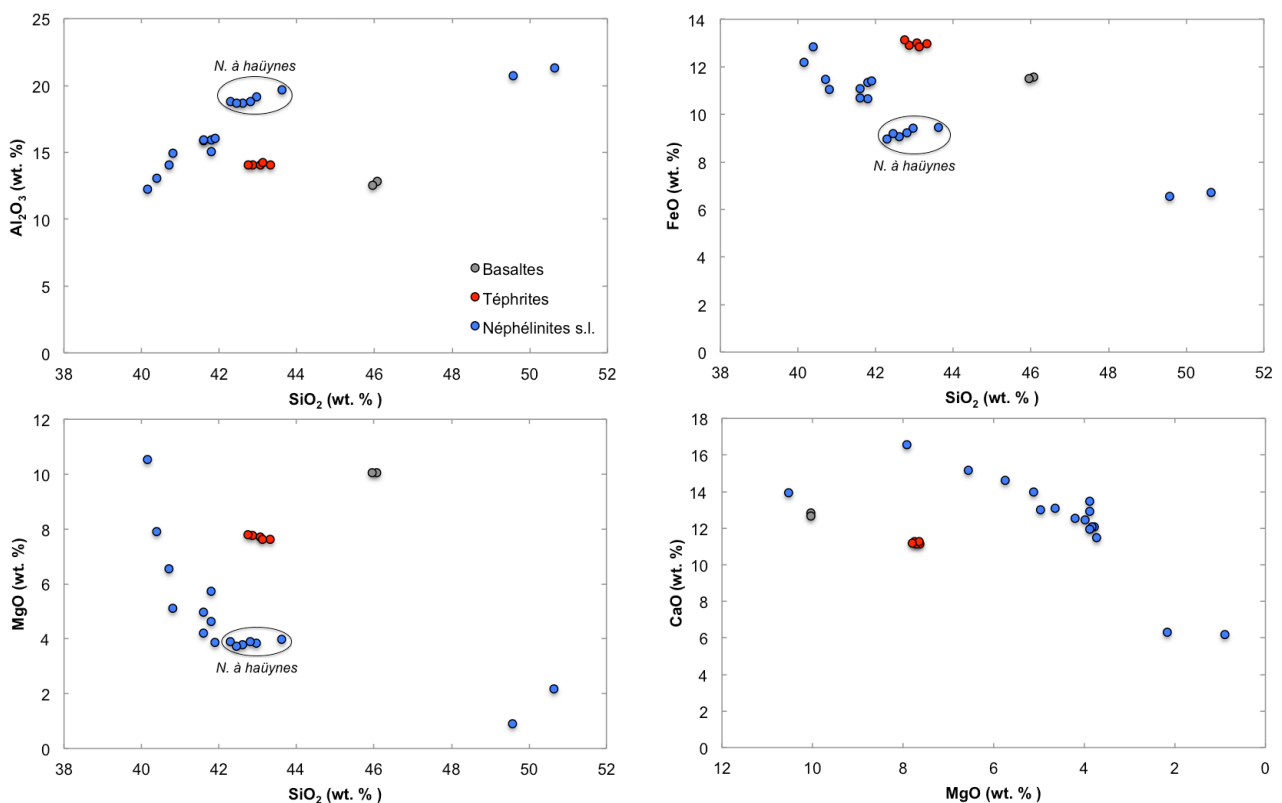 25
20
15
10
5
0
Al₂O₃ (wt. %)
N. à haüynes
Basaltes
Téphrites
Néphélinites s.l.
38 40 42 44 46 48 50 52
SiO₂ (wt. % )
14
12
10
8
6
4
2
0
FeO (wt. %)
N. à haüynes
38 40 42 44 46 48 50 52
SiO₂ (wt. % )
12
10
8
6
4
2
0
MgO (wt. %)
N. à haüynes
38 40 42 44 46 48 50 52
SiO₂ (wt. % )
18
16
14
12
10
8
6
4
2
0
CaO (wt. %)
12 10 8 6 4 2 0
MgO (wt. %)